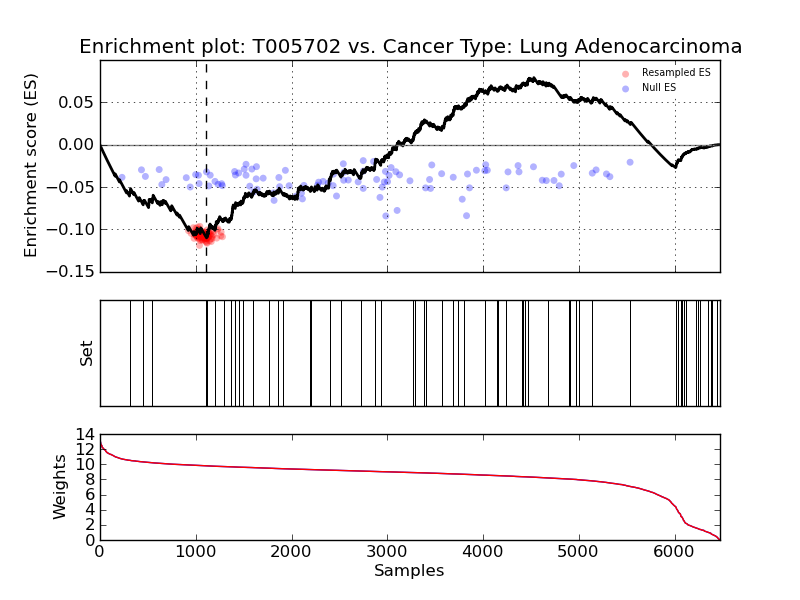 Enrichment plot: T005702 vs. Cancer Type: Lung Adenocarcinoma
Enrichment score (ES)
0.05
0.00
−0.05
−0.10
−0.15
Resampled ES
Null ES
Set
Weights
14
12
10
8
6
4
2
0
0 1000 2000 3000 4000 5000 6000
Samples